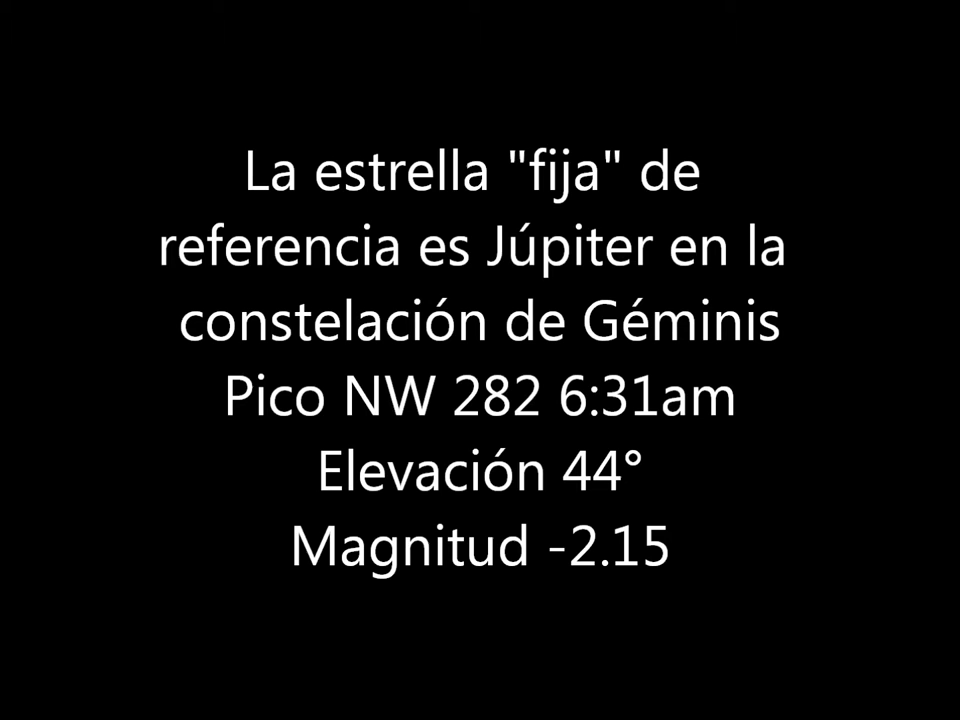 La estrella "fija" de
referencia es Júpiter en la
constelación de Géminis
Pico NW 282 6:31am
Elevación 44°
Magnitud -2.15